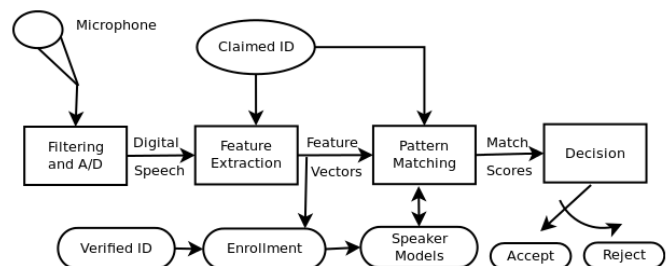 Microphone
Claimed ID
Filtering
and A/D
Digital
Speech
Feature
Extraction
Feature
Vectors
Pattern
Matching
Match
Scores
Decision
Verified ID
Enrollment
Speaker
Models
Accept
Reject